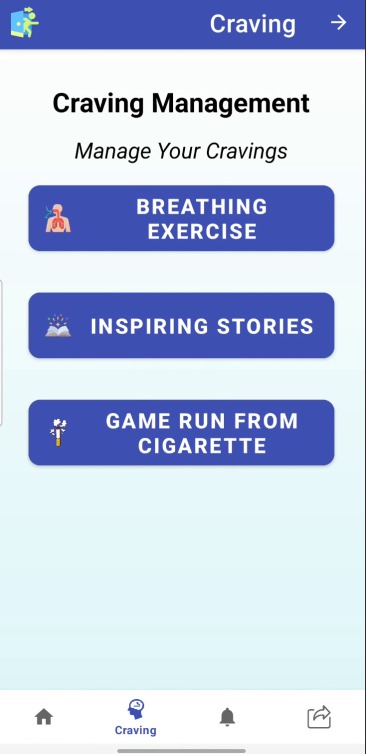 Craving
Craving Management
Manage Your Cravings
BREATHING
EXERCISE
INSPIRING STORIES
GAME RUN FROM
CIGARETTE
Craving